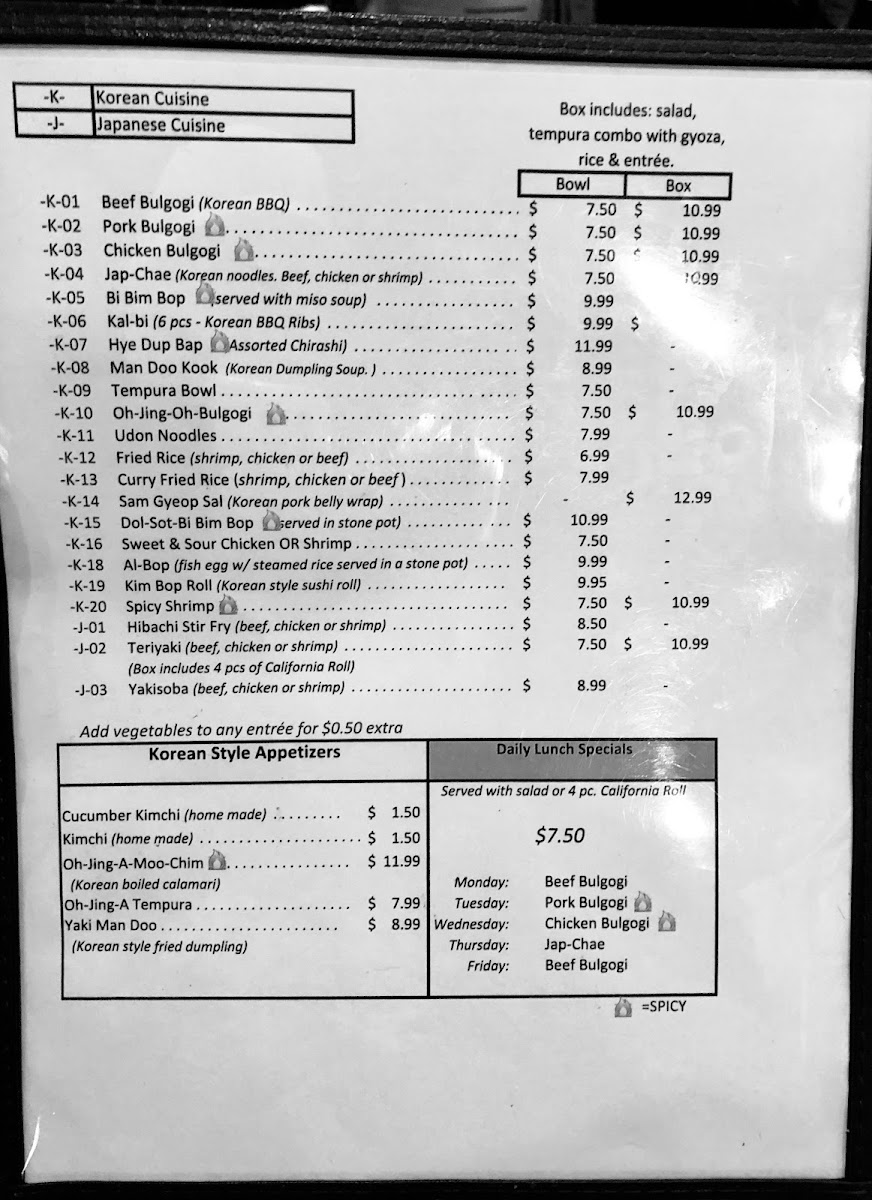 -K- Korean Cuisine
-J- Japanese Cuisine
Box includes: salad,
tempura combo with gyoza,
rice & entrée.
Bowl Box
-K-01 Beef Bulgogi (Korean BBQ) $ 7.50 $ 10.99
-K-02 Pork Bulgogi $ 7.50 $ 10.99
-K-03 Chicken Bulgogi $ 7.50 10.99
-K-04 Jap-Chae (Korean noodles. Beef, chicken or shrimp) $ 7.50 10.99
-K-05 Bi Bim Bop (served with miso soup) $ 9.99
-K-06 Kal-bi (6 pcs - Korean BBQ Ribs) $ 9.99 $
-K-07 Hye Dup Bap (Assorted Chirashi) $ 11.99 -
-K-08 Man Doo Kook (Korean Dumpling Soup. ) $ 8.99 -
-K-09 Tempura Bowl $ 7.50 -
-K-10 Oh-Jing-Oh-Bulgogi $ 7.50 $ 10.99
-K-11 Udon Noodles $ 7.99 -
-K-12 Fried Rice (shrimp, chicken or beef) $ 6.99 -
-K-13 Curry Fried Rice (shrimp, chicken or beef) $ 7.99
-K-14 Sam Gyeop Sal (Korean pork belly wrap) - $ 12.99
-K-15 Dol-Sot-Bi Bim Bop (served in stone pot) $ 10.99 -
-K-16 Sweet & Sour Chicken OR Shrimp $ 7.50 -
-K-18 Al-Bop (fish egg w/ steamed rice served in a stone pot) $ 9.99 -
-K-19 Kim Bop Roll (Korean style sushi roll) $ 9.95 -
-K-20 Spicy Shrimp $ 7.50 $ 10.99
-J-01 Hibachi Stir Fry (beef, chicken or shrimp) $ 8.50 -
-J-02 Teriyaki (beef, chicken or shrimp) $ 7.50 $ 10.99
(Box includes 4 pcs of California Roll)
-J-03 Yakisoba (beef, chicken or shrimp) $ 8.99 -
Add vegetables to any entrée for $0.50 extra
Korean Style Appetizers
Cucumber Kimchi (home made) $ 1.50
Kimchi (home made) $ 1.50
Oh-Jing-A-Moo-Chim $ 11.99
(Korean boiled calamari)
Oh-Jing-A Tempura $ 7.99
Yaki Man Doo $ 8.99
(Korean style fried dumpling)
Daily Lunch Specials
Served with salad or 4 pc. California Roll
$7.50
Monday: Beef Bulgogi
Tuesday: Pork Bulgogi
Wednesday: Chicken Bulgogi
Thursday: Jap-Chae
Friday: Beef Bulgogi
=SPICY